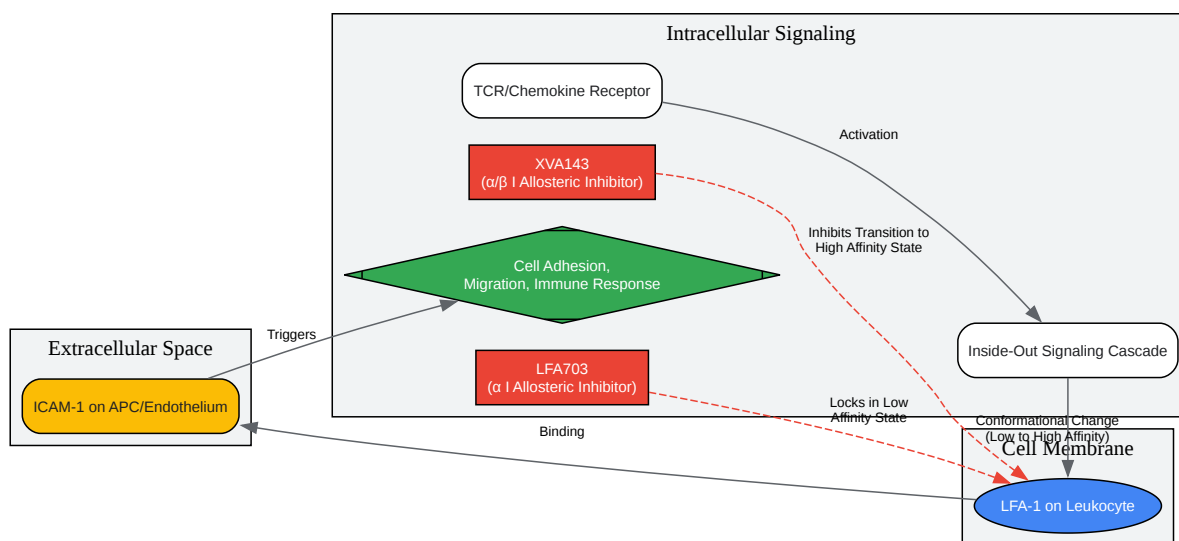 Intracellular Signaling
TCR/Chemokine Receptor
Activation
XVA143
(α/β I Allosteric Inhibitor)
Inhibits Transition to
High Affinity State
Cell Adhesion,
Migration, Immune Response
Triggers
Extracellular Space
ICAM-1 on APC/Endothelium
Inside-Out Signaling Cascade
LFA703
(α I Allosteric Inhibitor)
Locks in Low
Affinity State
Binding
Conformational Change
(Low to High Affinity)
Cell Membrane
LFA-1 on Leukocyte